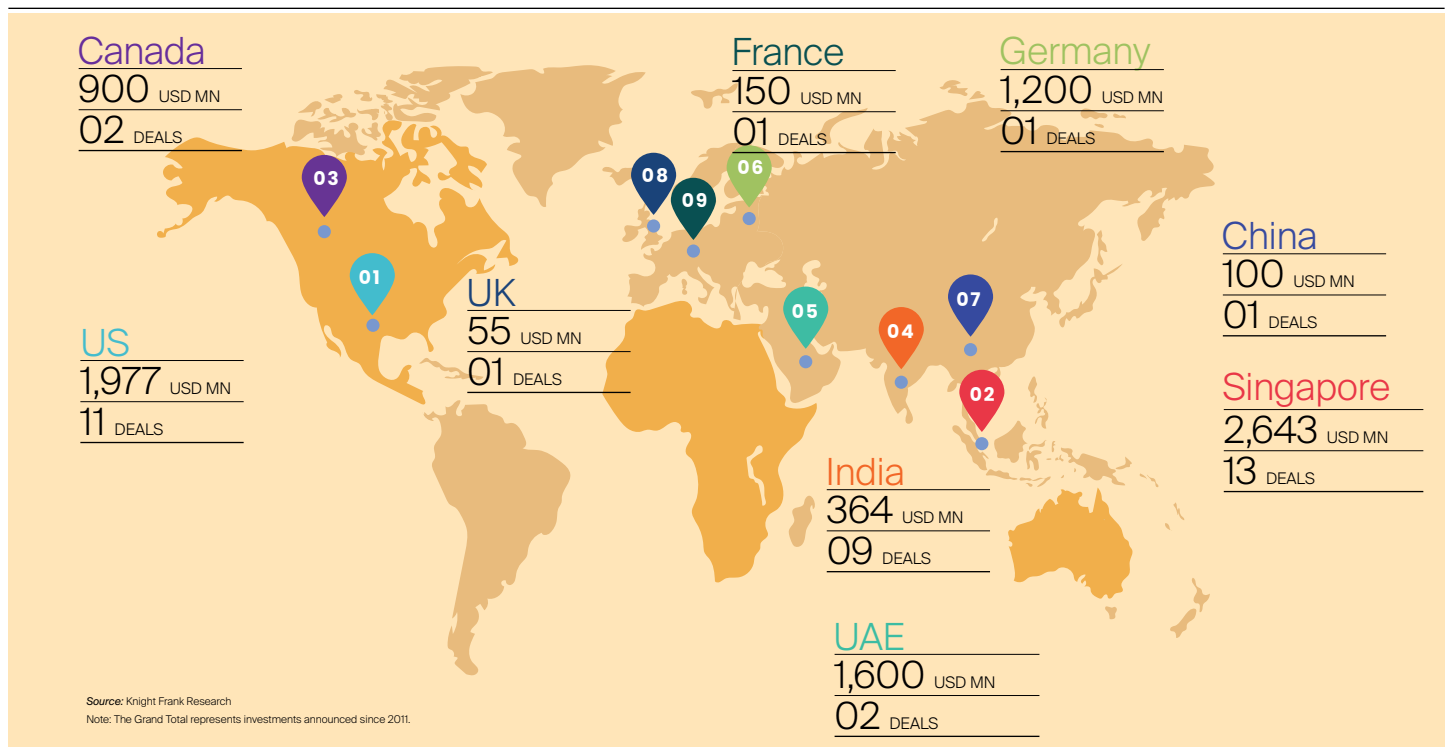 Canada
900 USD MN
02 DEALS
France
150 USD MN
01 DEALS
Germany
1,200 USD MN
01 DEALS
03
08
09
06
01
05
04
07
02
UK
55 USD MN
01 DEALS
US
1,977 USD MN
11 DEALS
China
100 USD MN
01 DEALS
Singapore
2,643 USD MN
13 DEALS
India
364 USD MN
09 DEALS
UAE
1,600 USD MN
02 DEALS
Source: Knight Frank Research
Note: The Grand Total represents investments announced since 2011.